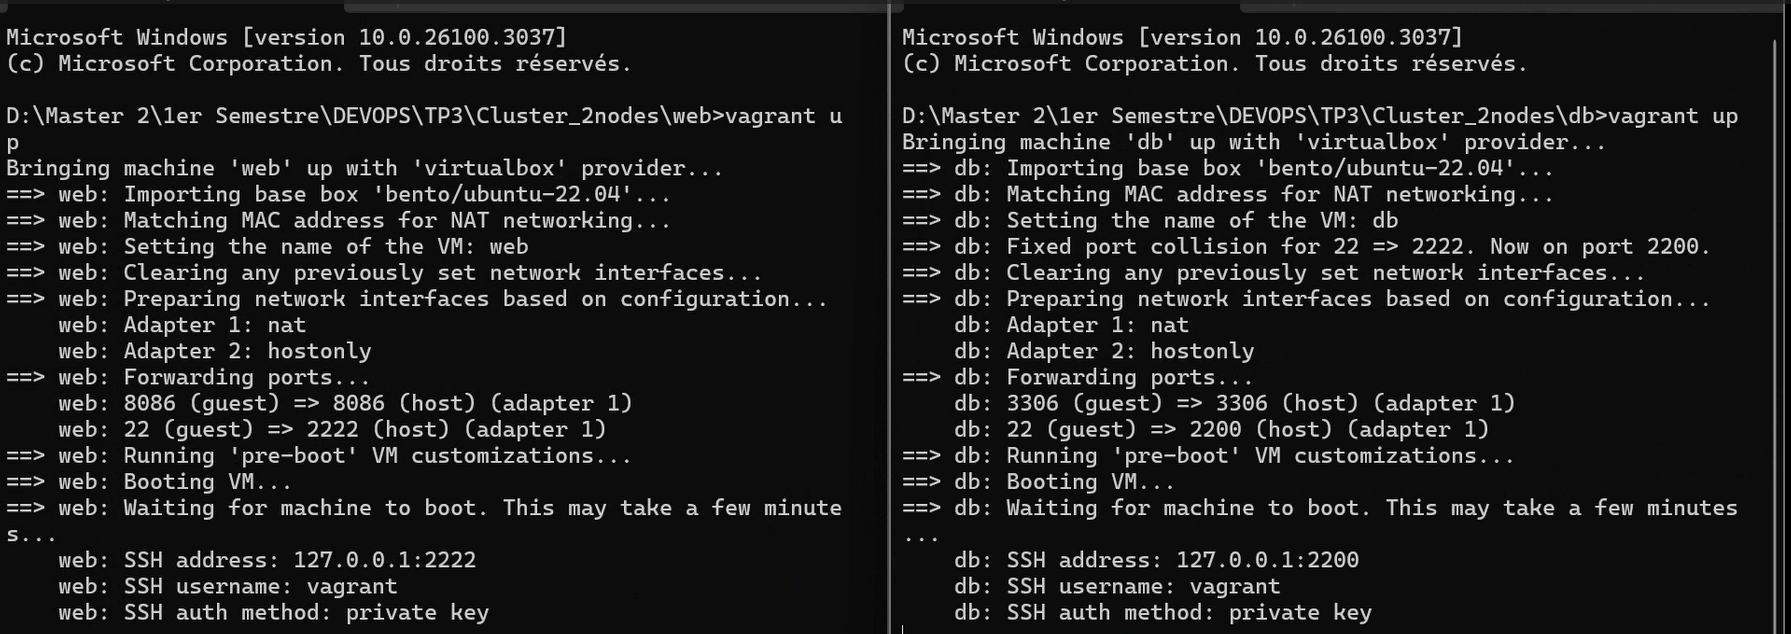 Microsoft Windows [version 10.0.26100.3037]
(c) Microsoft Corporation. Tous droits réservés.
D:\Master 2\1er Semestre\DEVOPS\TP3\Cluster_2nodes\web>vagrant u
p
Bringing machine 'web' up with 'virtualbox' provider...
==> web: Importing base box 'bento/ubuntu-22.04'...
==> web: Matching MAC address for NAT networking...
==> web: Setting the name of the VM: web
==> web: Clearing any previously set network interfaces...
==> web: Preparing network interfaces based on configuration...
    web: Adapter 1: nat
    web: Adapter 2: hostonly
==> web: Forwarding ports...
    web: 8086 (guest) => 8086 (host) (adapter 1)
    web: 22 (guest) => 2222 (host) (adapter 1)
==> web: Running 'pre-boot' VM customizations...
==> web: Booting VM...
==> web: Waiting for machine to boot. This may take a few minute
s...
    web: SSH address: 127.0.0.1:2222
    web: SSH username: vagrant
    web: SSH auth method: private key
Microsoft Windows [version 10.0.26100.3037]
(c) Microsoft Corporation. Tous droits réservés.
D:\Master 2\1er Semestre\DEVOPS\TP3\Cluster_2nodes\db>vagrant up
Bringing machine 'db' up with 'virtualbox' provider...
==> db: Importing base box 'bento/ubuntu-22.04'...
==> db: Matching MAC address for NAT networking...
==> db: Setting the name of the VM: db
==> db: Fixed port collision for 22 => 2222. Now on port 2200.
==> db: Clearing any previously set network interfaces...
==> db: Preparing network interfaces based on configuration...
    db: Adapter 1: nat
    db: Adapter 2: hostonly
==> db: Forwarding ports...
    db: 3306 (guest) => 3306 (host) (adapter 1)
    db: 22 (guest) => 2200 (host) (adapter 1)
==> db: Running 'pre-boot' VM customizations...
==> db: Booting VM...
==> db: Waiting for machine to boot. This may take a few minutes
...
    db: SSH address: 127.0.0.1:2200
    db: SSH username: vagrant
    db: SSH auth method: private key